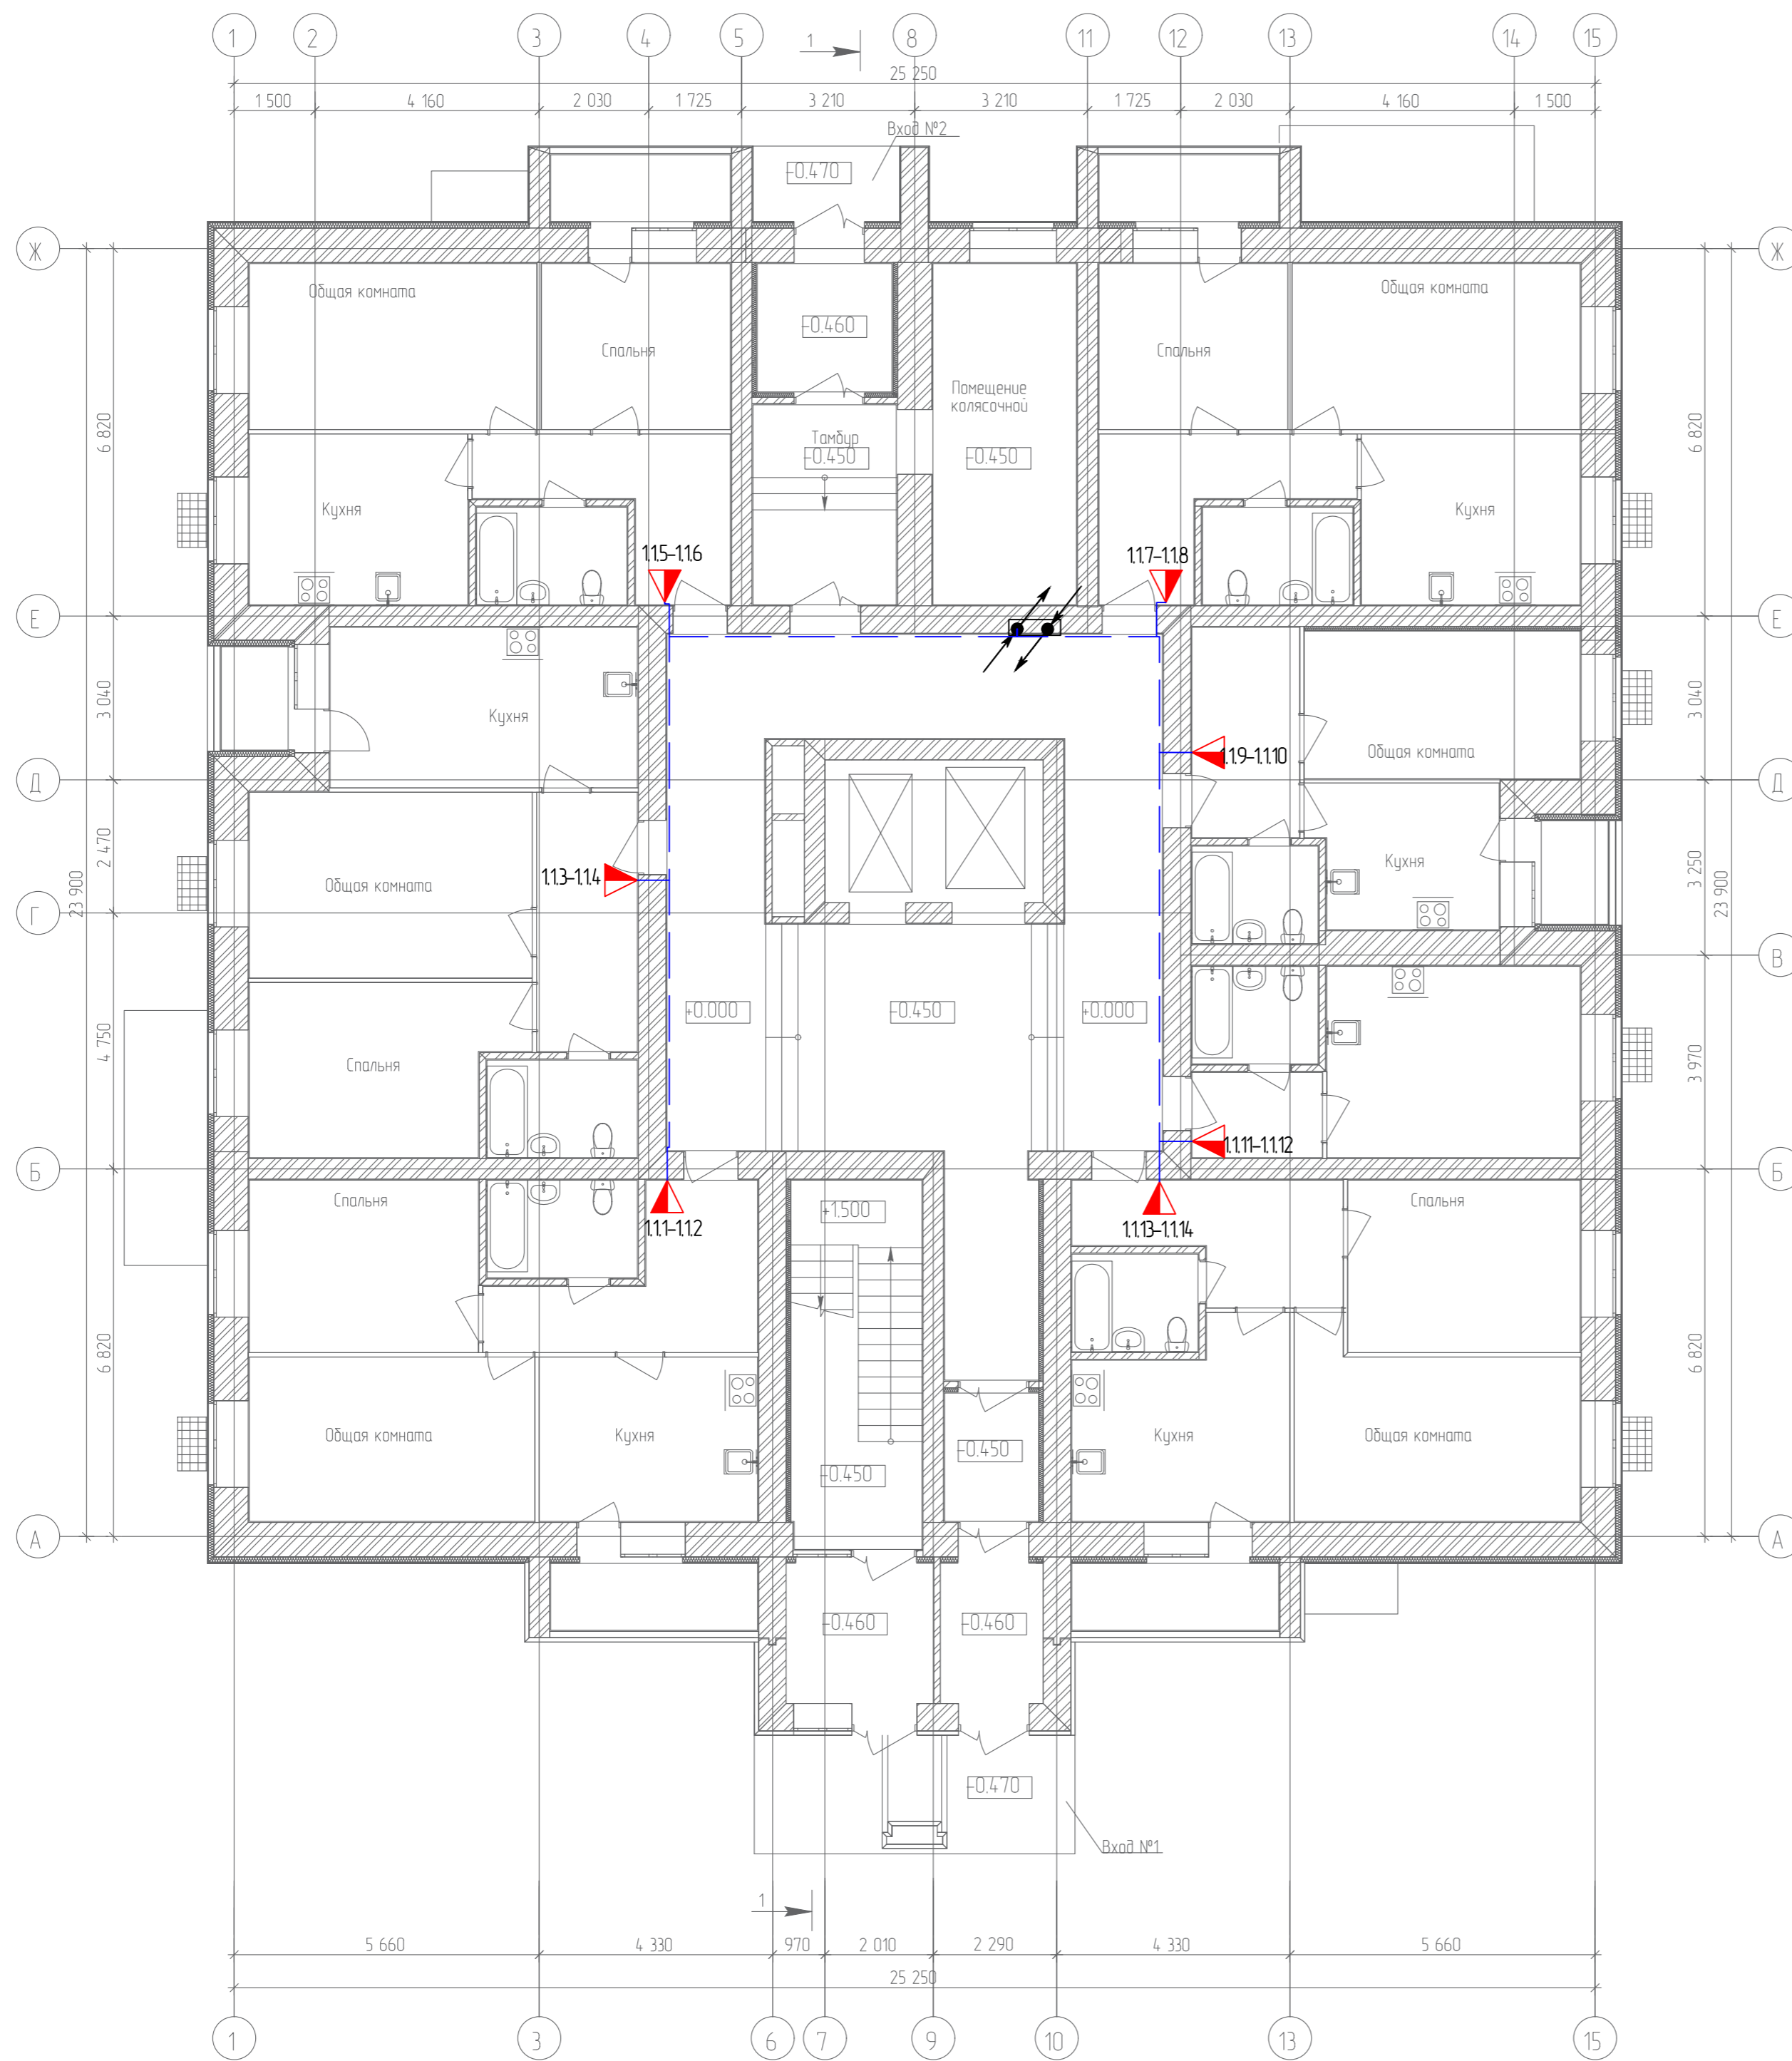 1 2 3 4 5 8 11 12 13 14 15
1
25 250
1 500 4 160 2 030 1 725 3 210 3 210 1 725 2 030 4 160 1 500
Вход №2
-0.470
Ж Ж
Общая комната
Общая комната
-0.460
Спальня
Спальня
Помещение
колясочной
6 820
6 820
Тамбур
-0.450
-0.450
Кухня
Кухня
1.1.5-1.1.6
1.1.7-1.1.8
Е Е
3 040
3 040
Кухня
Общая комната
1.1.9-1.1.10
Д Д
2 470
Кухня
3 250
1.1.3-1.1.4
Общая комната
23 900
23 900
Г
В
+0.000
-0.450
+0.000
4 750
Спальня
3 970
1.1.11-1.1.12
Б Б
Спальня
+1.500
Спальня
1.1.1-1.1.2
1.1.13-1.1.14
6 820
6 820
Общая комната
Кухня
-0.450
-0.450
Кухня
Общая комната
А А
-0.460
-0.460
-0.470
Вход №1
1
5 660 4 330 970 2 010 2 290 4 330 5 660
25 250
1 3 6 7 9 10 13 15